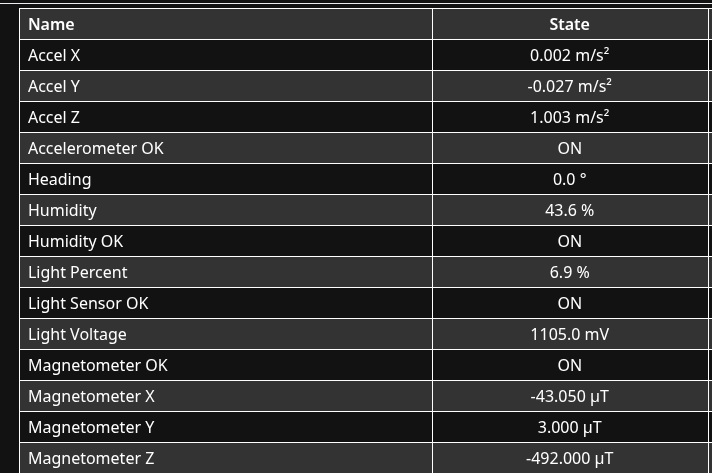 Name State
Accel X 0.002 m/s²
Accel Y -0.027 m/s²
Accel Z 1.003 m/s²
Accelerometer OK ON
Heading 0.0 °
Humidity 43.6 %
Humidity OK ON
Light Percent 6.9 %
Light Sensor OK ON
Light Voltage 1105.0 mV
Magnetometer OK ON
Magnetometer X -43.050 µT
Magnetometer Y 3.000 µT
Magnetometer Z -492.000 µT